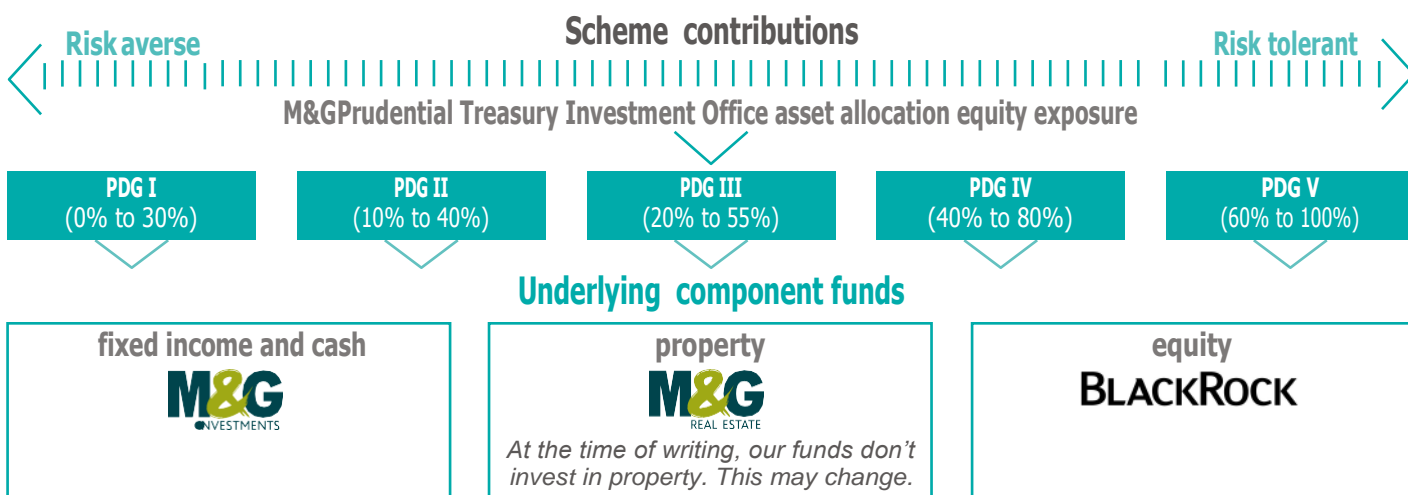 Scheme contributions
Risk averse
Risk tolerant
M&GPrudential Treasury Investment Office asset allocation equity exposure
PDG I
(0% to 30%)
PDG II
(10% to 40%)
PDG III
(20% to 55%)
PDG IV
(40% to 80%)
PDG V
(60% to 100%)
Underlying component funds
fixed income and cash
M&G
INVESTMENTS
property
M&G
REAL ESTATE
At the time of writing, our funds don't
invest in property. This may change.
equity
BLACKROCK